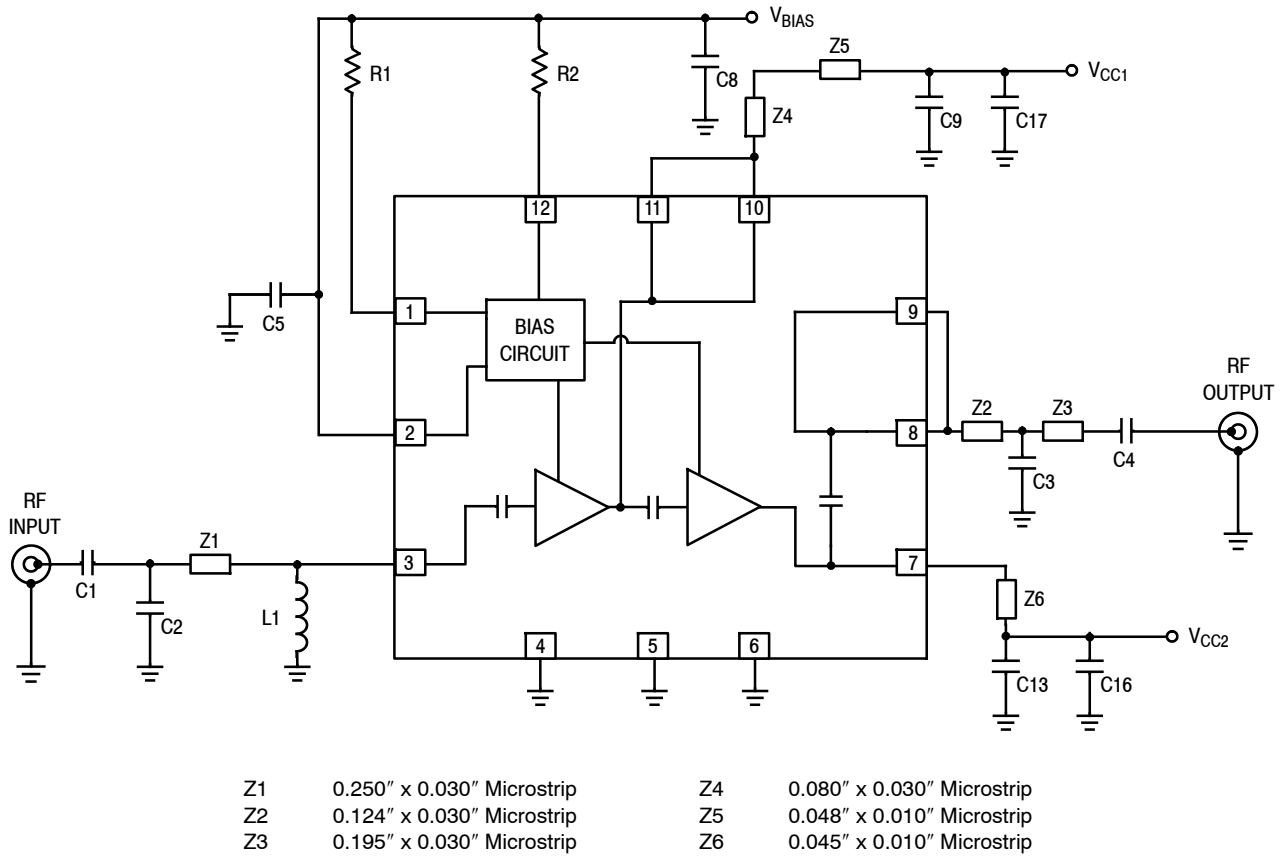 V_BIAS
Z5
R1
R2
C8
V_CC1
Z4
C9
C17
12
11
10
C5
1
BIAS
CIRCUIT
9
RF
OUTPUT
2
8
Z2
Z3
C4
C3
RF
INPUT
Z1
3
7
C1
C2
L1
Z6
4
5
6
V_CC2
C13
C16
Z1 0.250″ x 0.030″ Microstrip
Z2 0.124″ x 0.030″ Microstrip
Z3 0.195″ x 0.030″ Microstrip
Z4 0.080″ x 0.030″ Microstrip
Z5 0.048″ x 0.010″ Microstrip
Z6 0.045″ x 0.010″ Microstrip